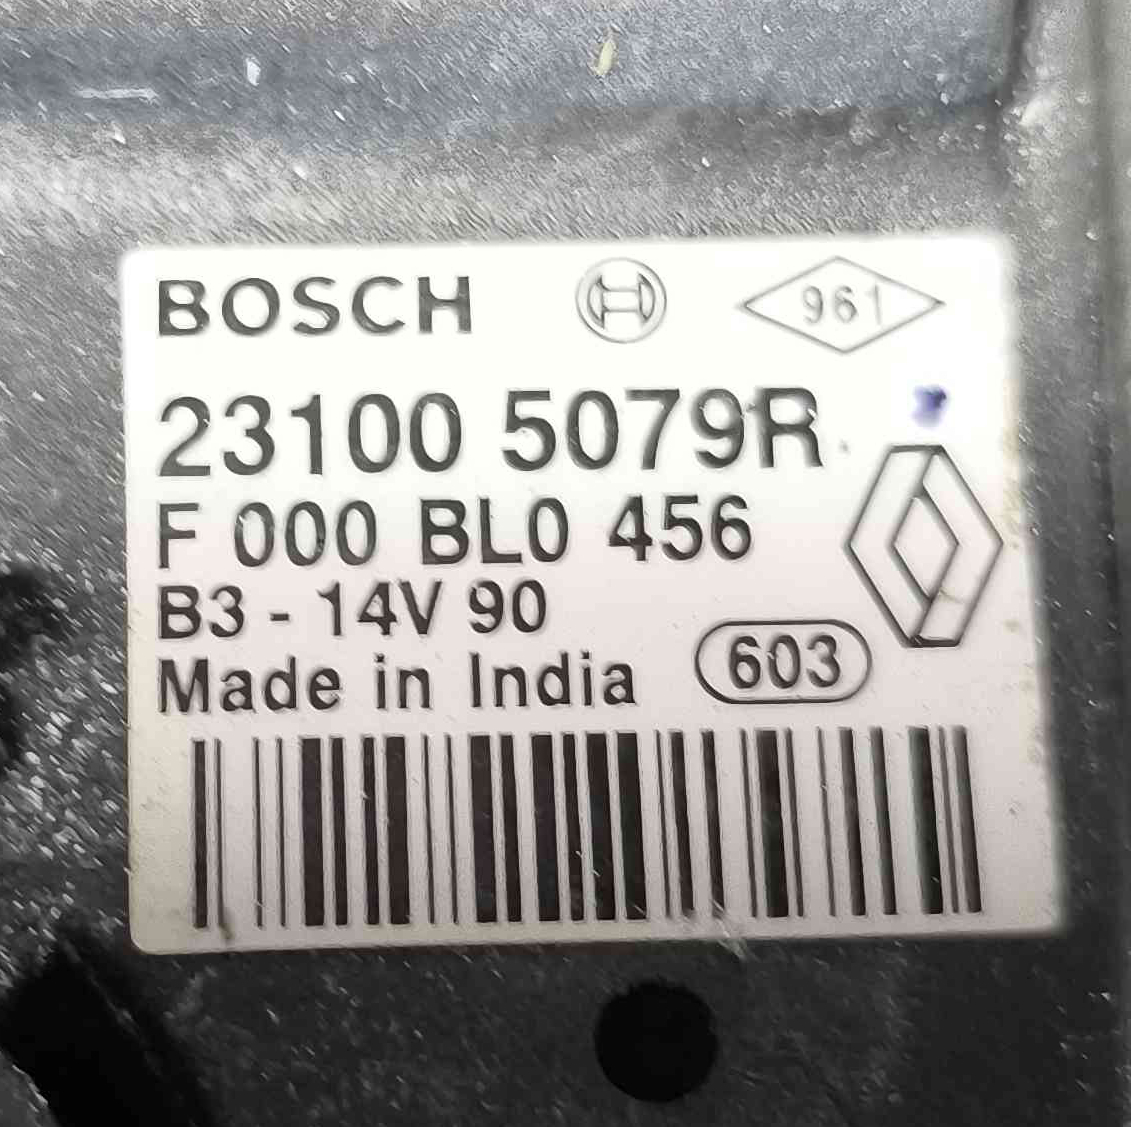 BOSCH 961
23100 5079R
F 000 BL0 456
B3 - 14V 90
Made in India 603